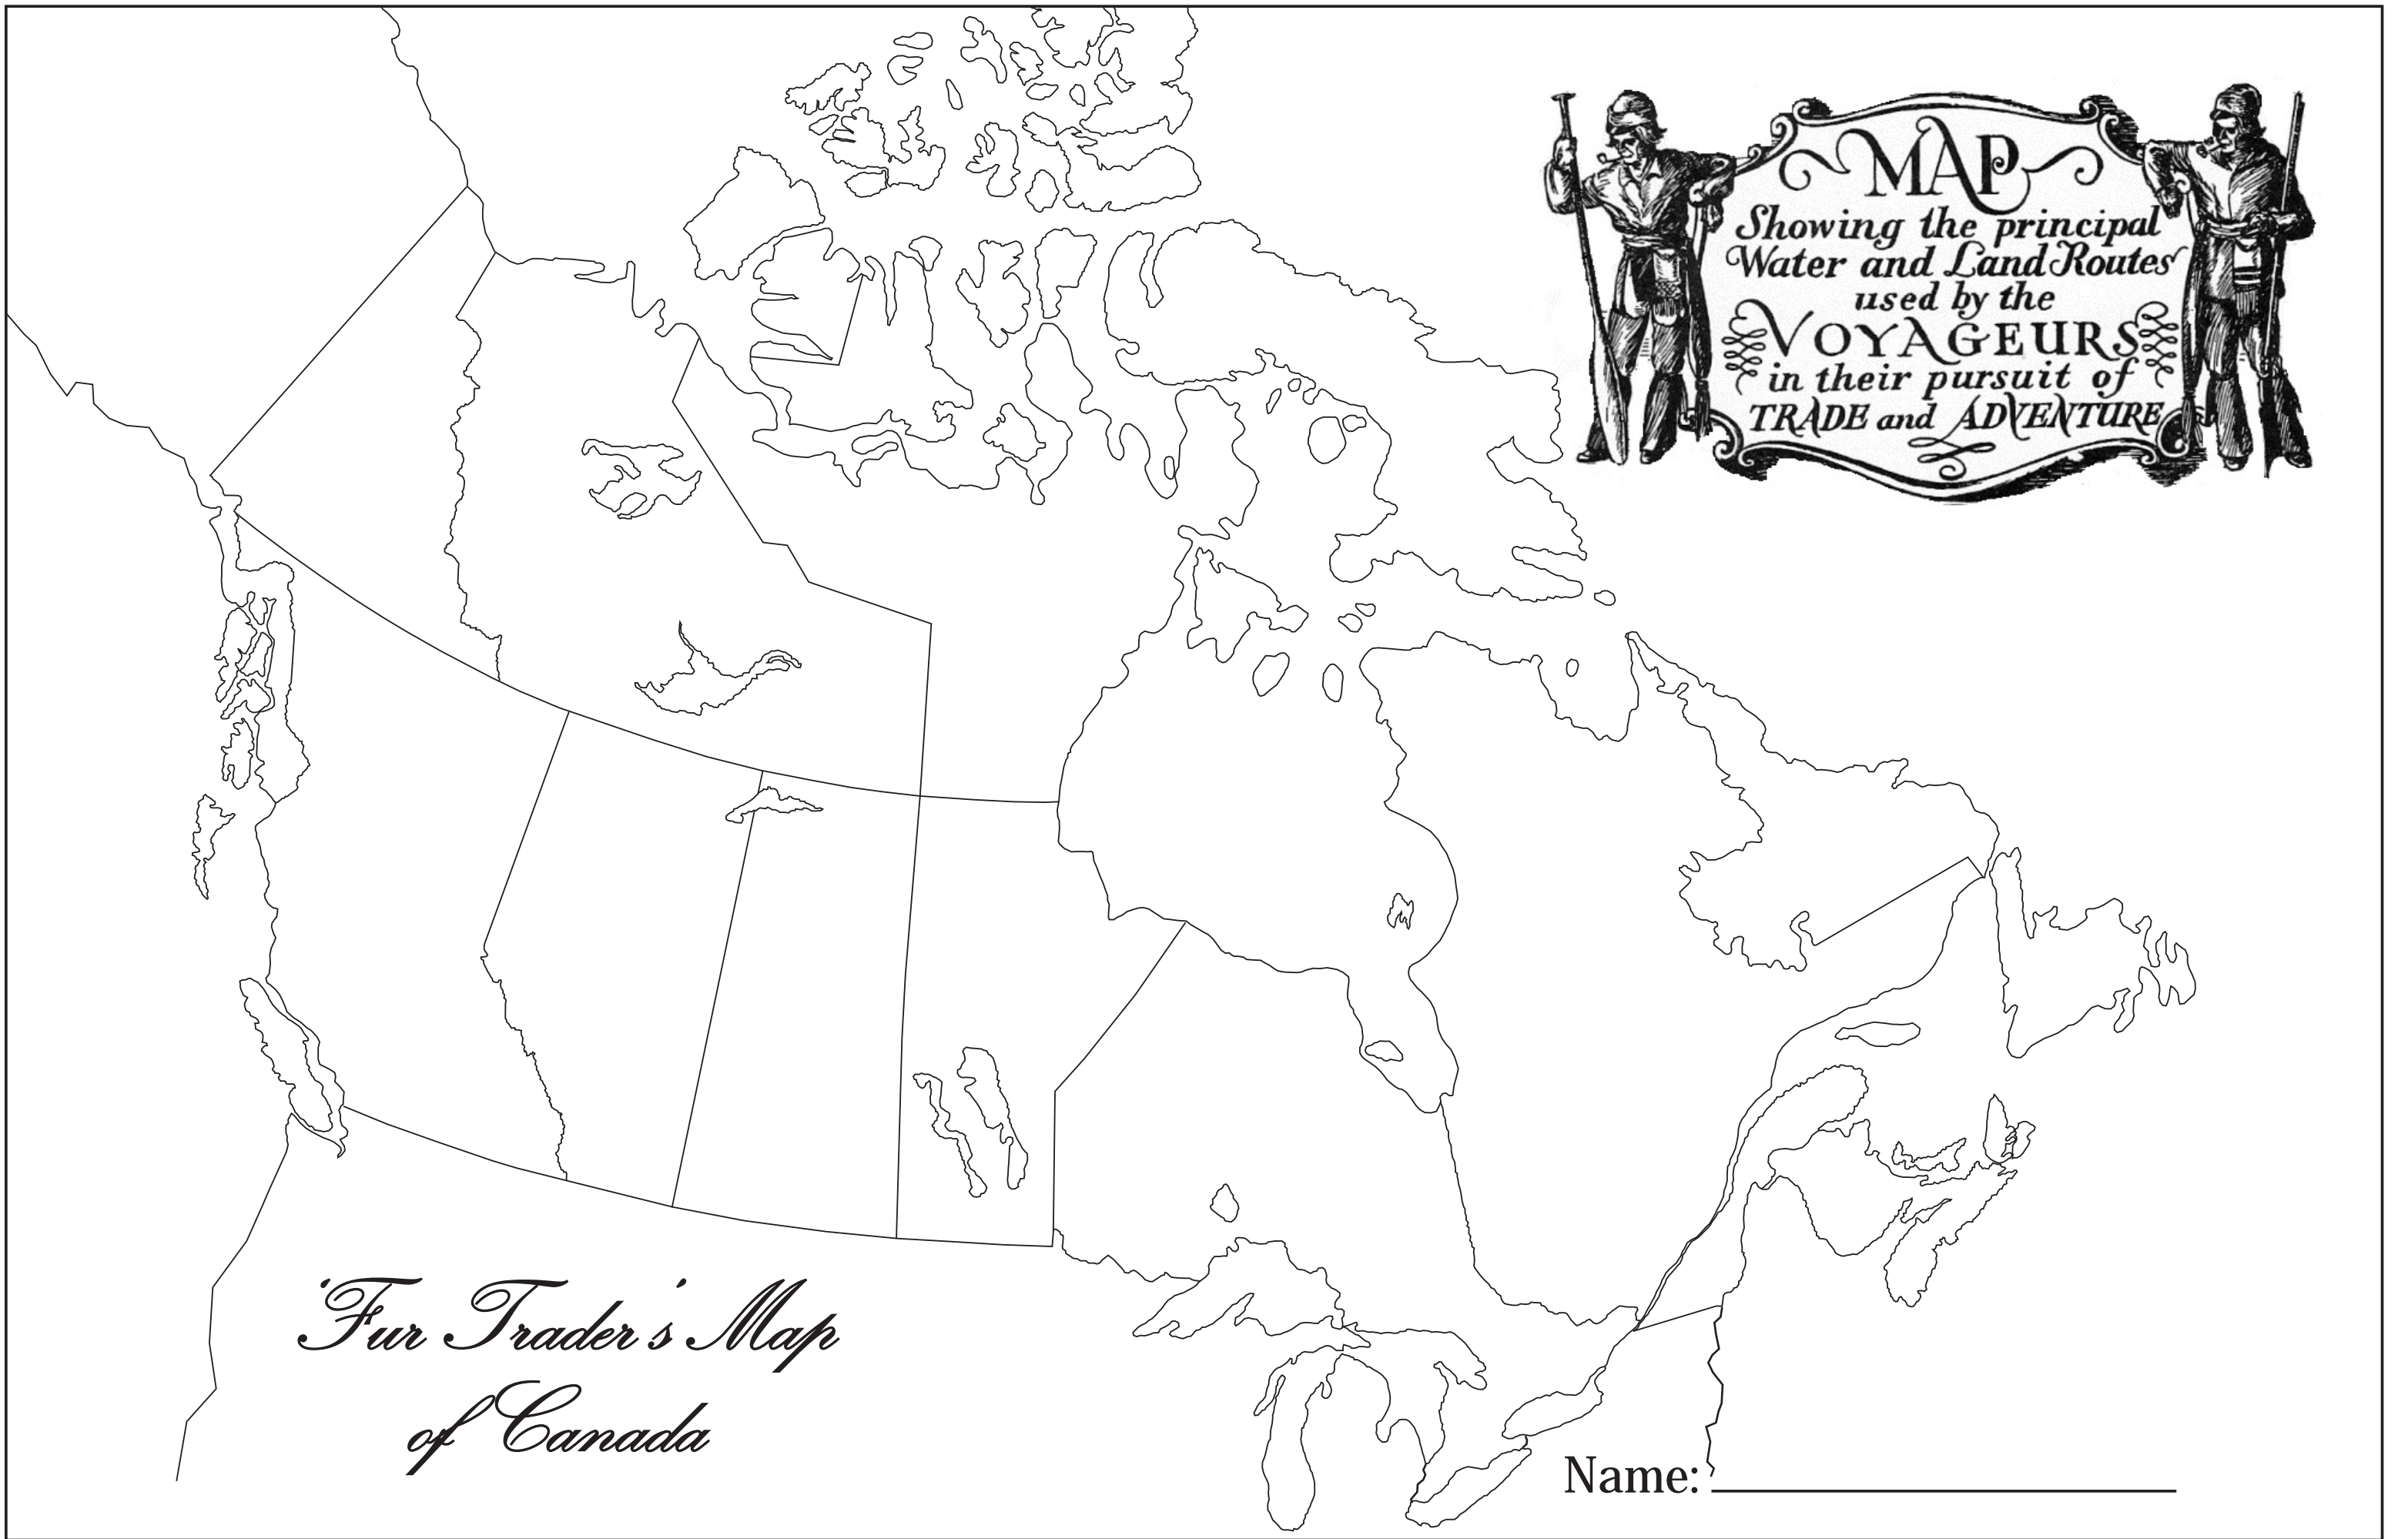 MAP
Showing the principal
Water and Land Routes
used by the
VOYAGEURS
in their pursuit of
TRADE and ADVENTURE
Fur Trader's Map
of Canada
Name: